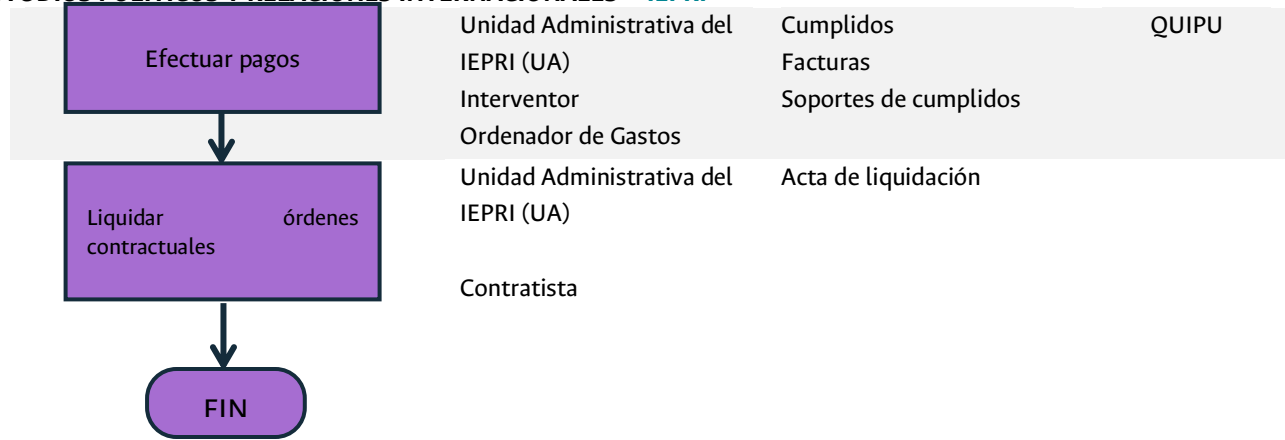 Efectuar pagos
Unidad Administrativa del
IEPRI (UA)
Interventor
Ordenador de Gastos
Cumplidos
Facturas
Soportes de cumplidos
QUIPU
Liquidar órdenes
contractuales
Unidad Administrativa del
IEPRI (UA)
Contratista
Acta de liquidación
FIN